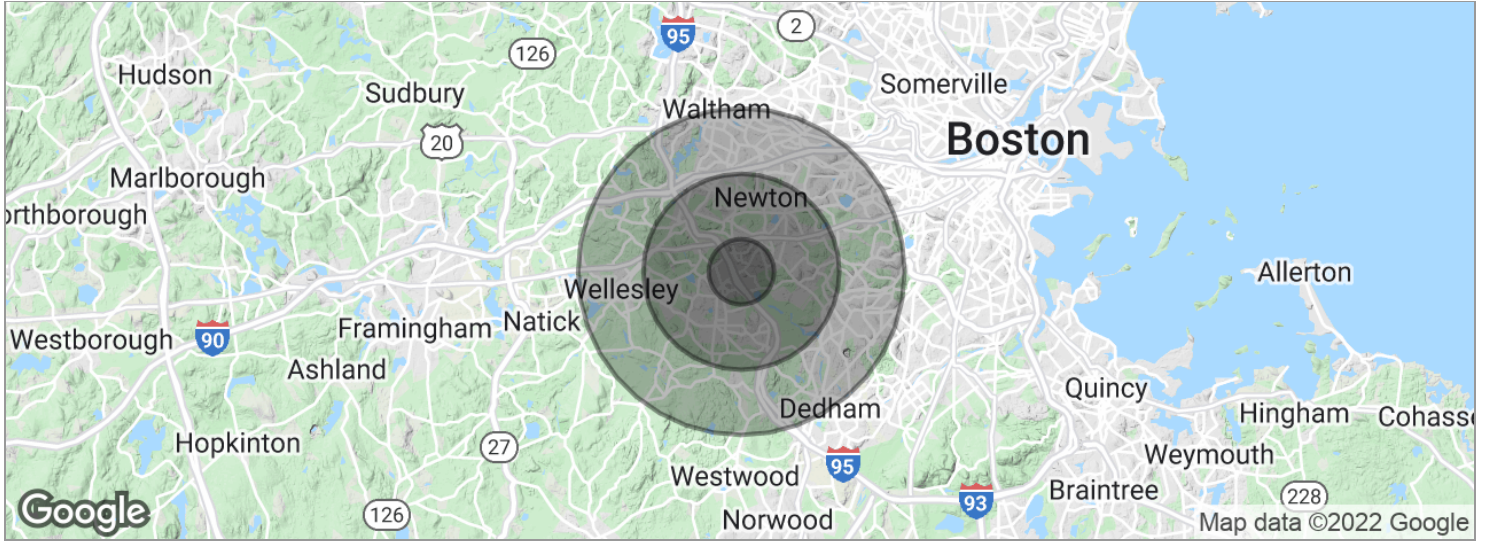 2
95
126
Hudson
Somerville
Sudbury
Waltham
Boston
20
Marlborough
Newton
orthborough
Allerton
Wellesley
Natick
Framingham
Westborough
90
Ashland
Quincy
Dedham
Hingham
Cohass
Hopkinton
27
Weymouth
95
Westwood
Braintree
228
93
Google
126
Norwood
Map data ©2022 Google